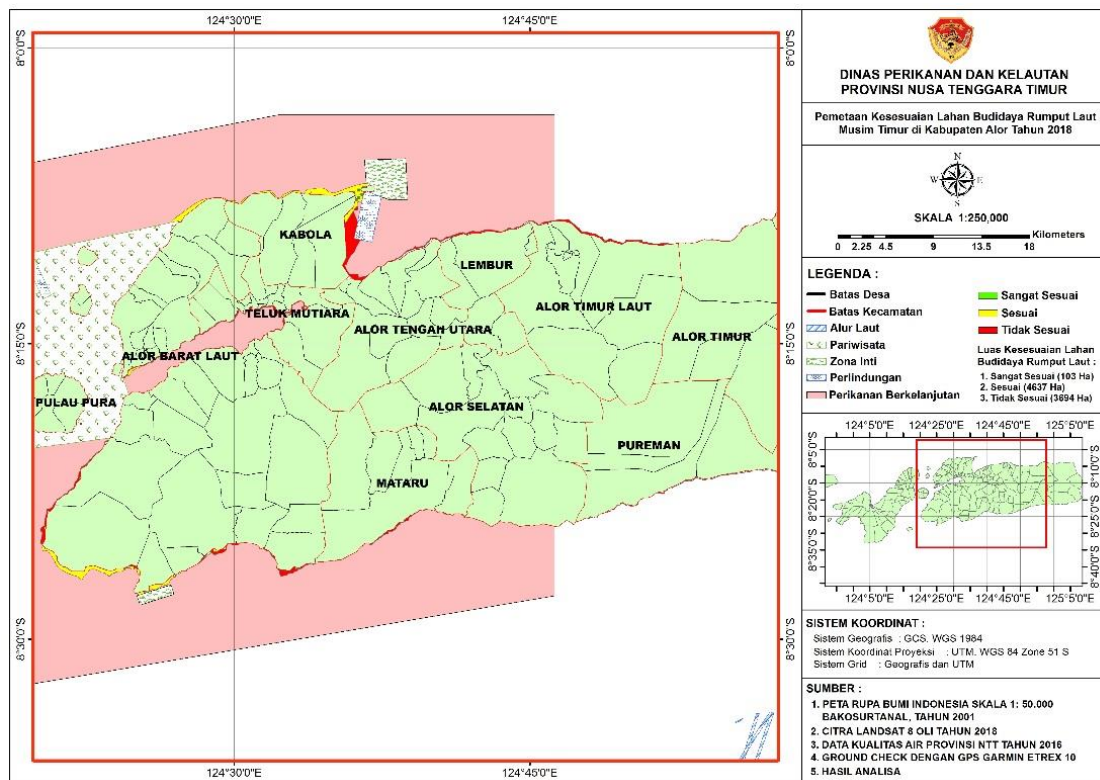 124°30'0"E
124°45'0"E
8°0'0"S
8°0'0"S
KABOLA
LEMBUR
TELUK MUTIARA
ALOR TIMUR LAUT
ALOR TENGAH UTARA
ALOR TIMUR
8°15'0"S
8°15'0"S
ALOR BARAT LAUT
PULAU PURA
ALOR SELATAN
PUREMAN
MATARU
8°30'0"S
8°30'0"S
124°30'0"E
124°45'0"E
DINAS PERIKANAN DAN KELAUTAN
PROVINSI NUSA TENGGARA TIMUR
Pemetaan Kesesuaian Lahan Budidaya Rumput Laut
Musim Timur di Kabupaten Alor Tahun 2018
N
W
E
S
SKALA 1:250,000
Kilometers
0 2.25 4.5 9 13.5 18
LEGENDA :
Batas Desa
Batas Kecamatan
Alur Laut
Pariwisata
Zona Inti
Perlindungan
Perikanan Berkelanjutan
Sangat Sesuai
Sesuai
Tidak Sesuai
Luas Kesesuaian Lahan
Budidaya Rumput Laut :
1. Sangat Sesuai (103 Ha)
2. Sesuai (4637 Ha)
3. Tidak Sesuai (3694 Ha)
124°5'0"E 124°25'0"E 124°45'0"E 125°5'0"E
8°5'0"S
8°20'0"S
8°35'0"S
8°10'0"S
8°25'0"S
8°40'0"S
124°5'0"E 124°25'0"E 124°45'0"E 125°5'0"E
SISTEM KOORDINAT :
Sistem Geografis : GCS. WGS 1984
Sistem Koordinat Proyeksi : UTM. WGS 84 Zone 51 S
Sistem Grid : Geografis dan UTM
SUMBER :
1. PETA RUPA BUMI INDONESIA SKALA 1: 50.000
BAKOSURTANAL, TAHUN 2001
2. CITRA LANDSAT 8 OLI TAHUN 2018
3. DATA KUALITAS AIR PROVINSI NTT TAHUN 2016
4. GROUND CHECK DENGAN GPS GARMIN ETREX 10
5. HASIL ANALISA